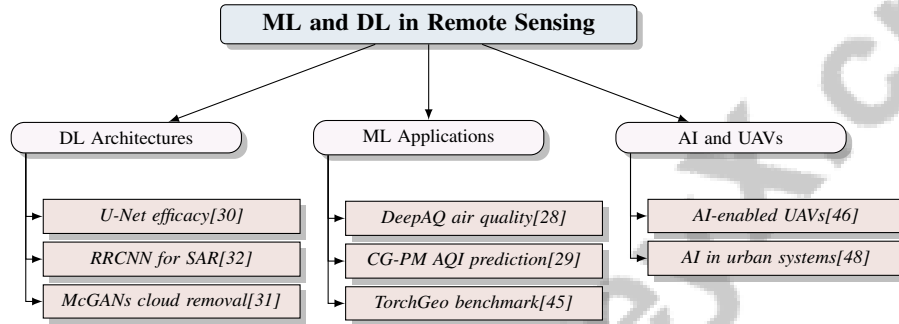 ML and DL in Remote Sensing
DL Architectures
ML Applications
AI and UAVs
U-Net efficacy[30]
RRCNN for SAR[32]
McGANs cloud removal[31]
DeepAQ air quality[28]
CG-PM AQI prediction[29]
TorchGeo benchmark[45]
AI-enabled UAVs[46]
AI in urban systems[48]